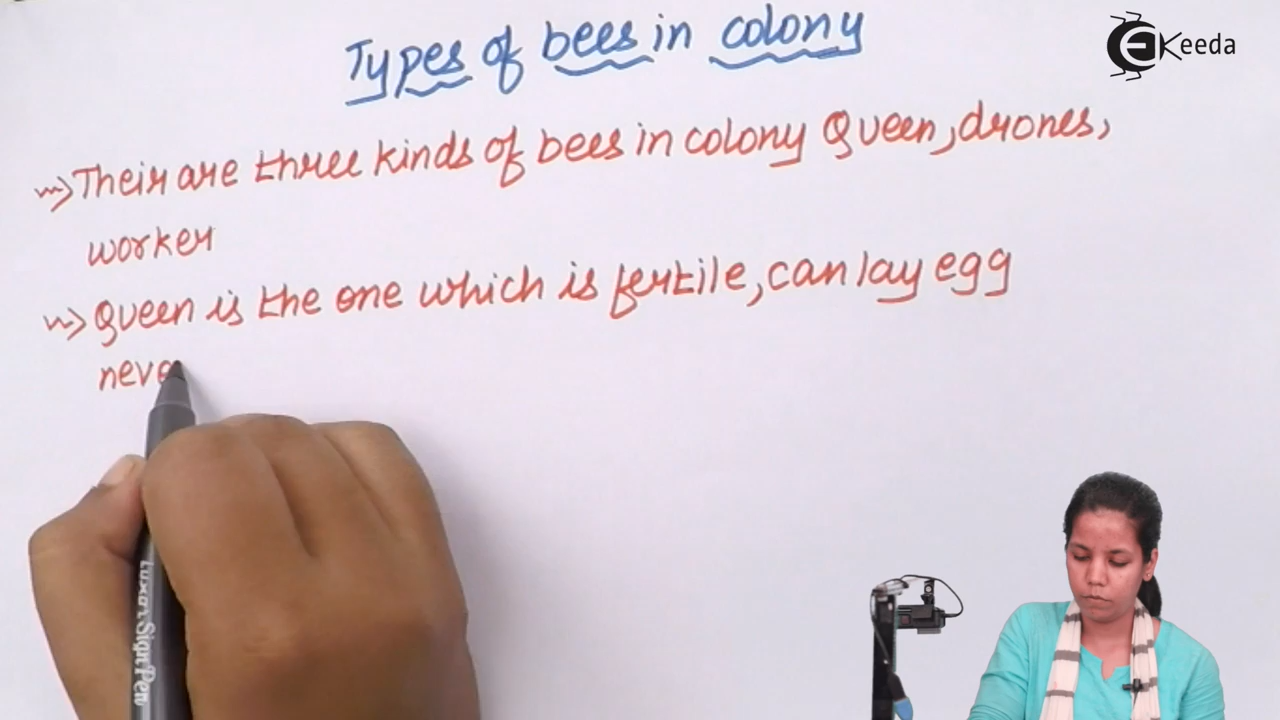 Types of bees in colony
EKeeda
Their are three kinds of bees in colony Queen, drones,
worker
Queen is the one which is fertile, can lay egg
neve
Luxor Sign Pen